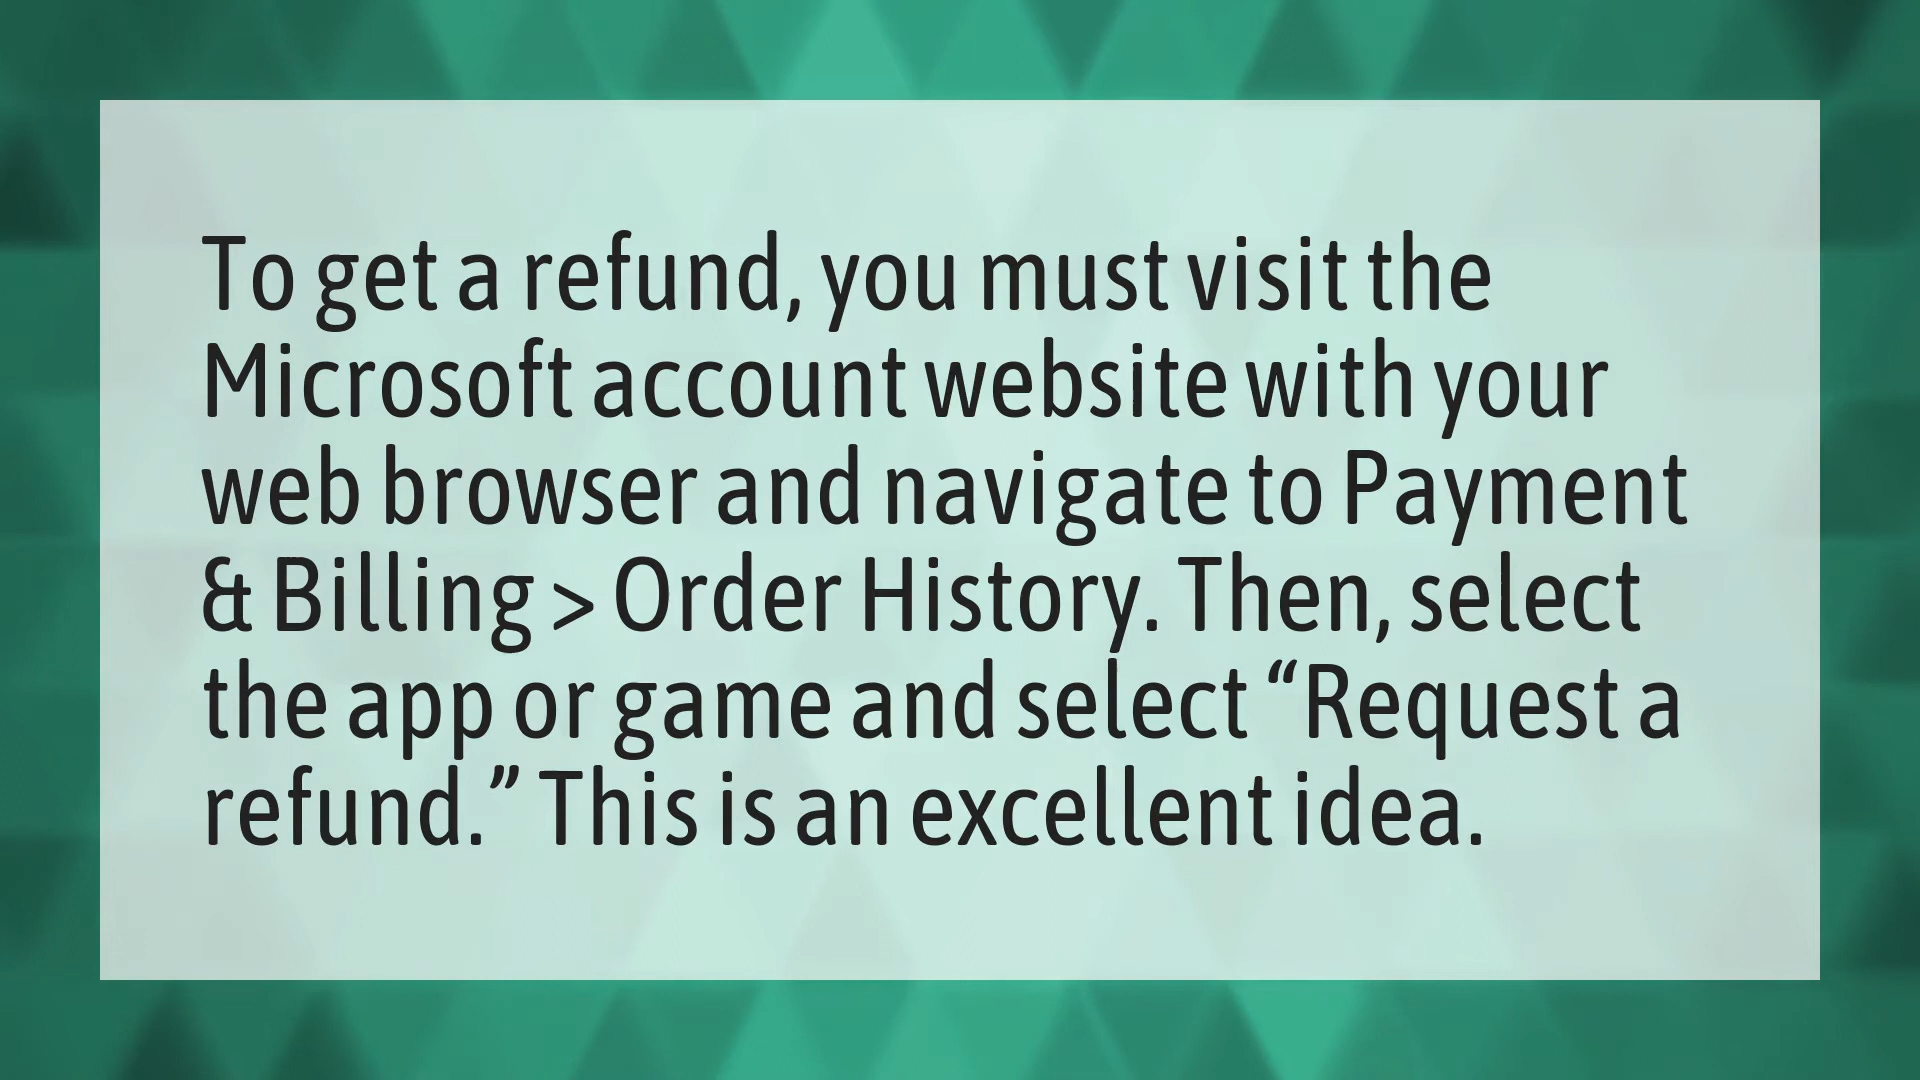 To get a refund, you must visit the
Microsoft account website with your
web browser and navigate to Payment
& Billing > Order History. Then, select
the app or game and select “Request a
refund.” This is an excellent idea.